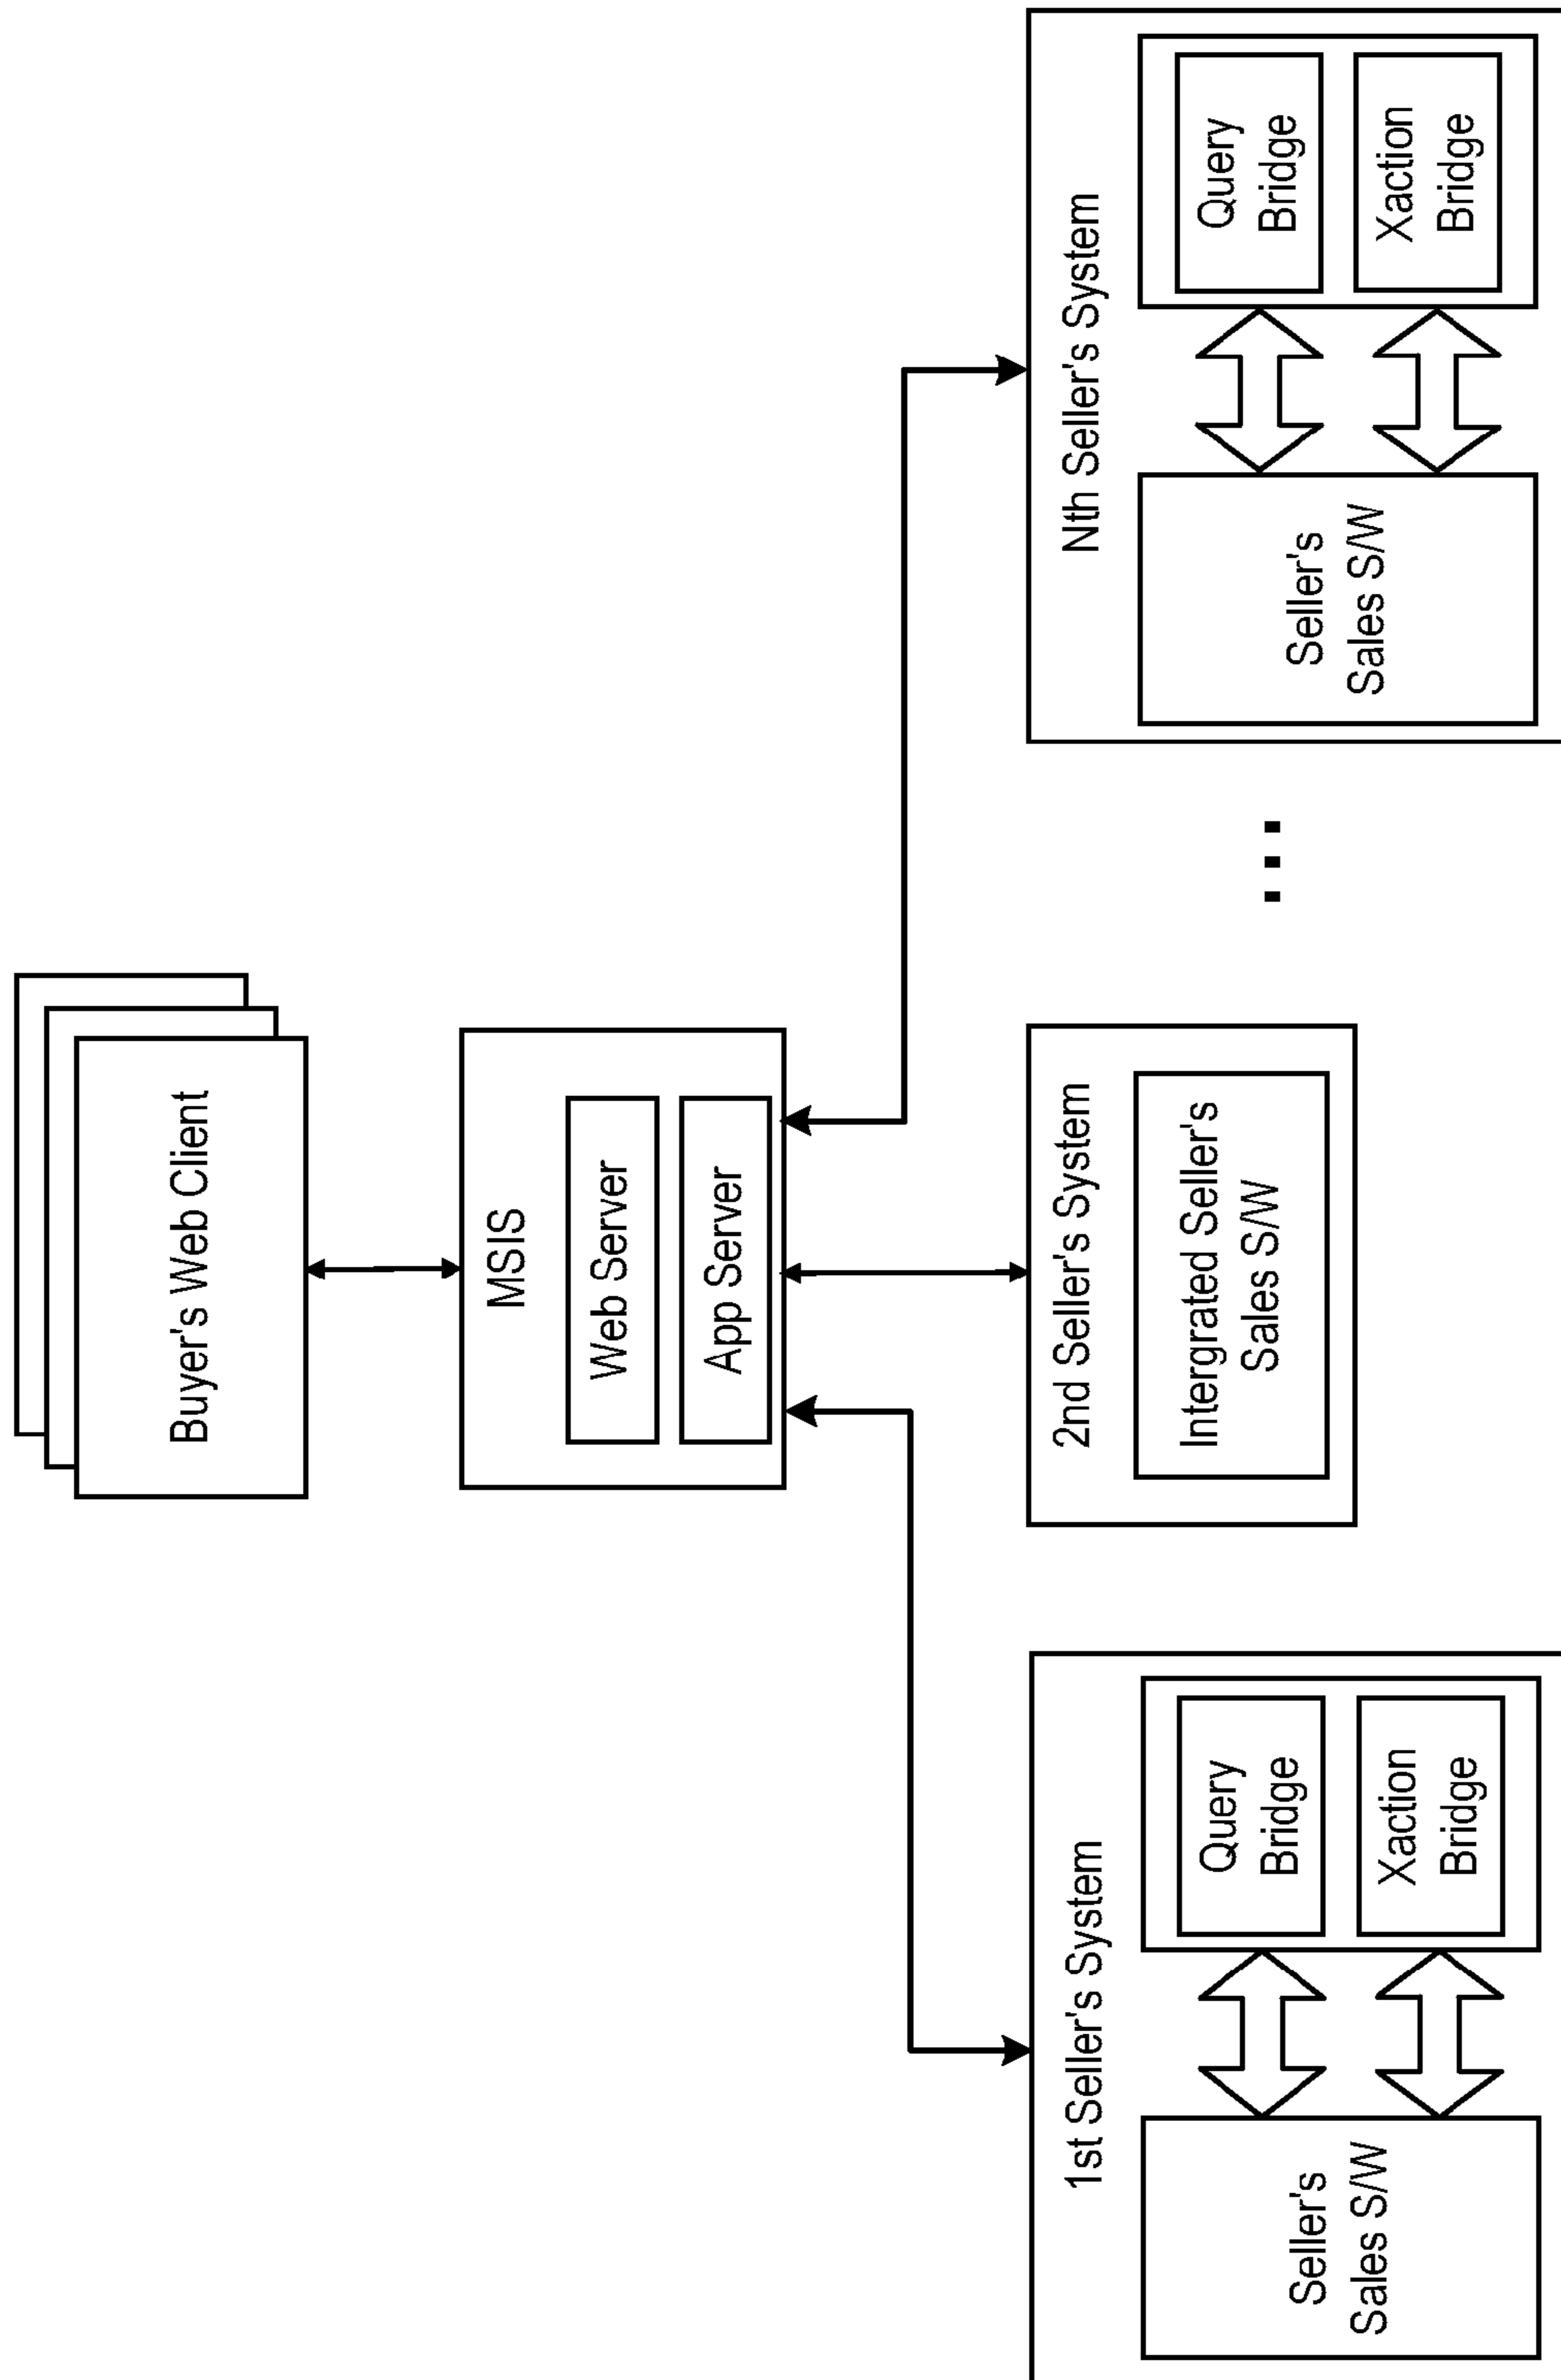 Buyer's Web Client
MSIS
Web Server
App Server
1st Seller's System
Seller's
Sales S/W
Query
Bridge
Xaction
Bridge
2nd Seller's System
Intergrated Seller's
Sales S/W
Nth Seller's System
Seller's
Sales S/W
Query
Bridge
Xaction
Bridge